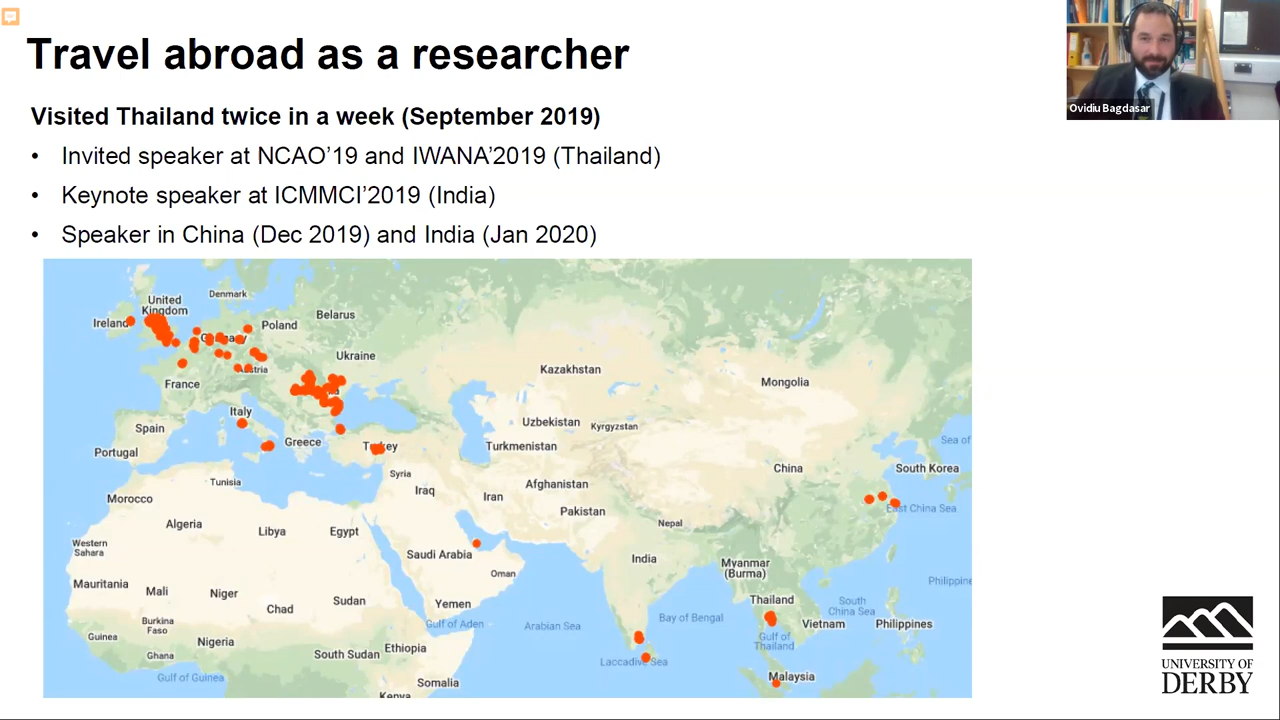 Travel abroad as a researcher
Ovidiu Bagdasar
Visited Thailand twice in a week (September 2019)
• Invited speaker at NCAO’19 and IWANA’2019 (Thailand)
• Keynote speaker at ICMMCI’2019 (India)
• Speaker in China (Dec 2019) and India (Jan 2020)
United
Kingdom
Denmark
Ireland
Poland
Belarus
Ukraine
France
Kazakhstan
Mongolia
Italy
Spain
Portugal
Greece
Uzbekistan
Kyrgyzstan
Turkmenistan
Sea of
China
South Korea
Syria
Tunisia
Iraq
Iran
Afghanistan
Morocco
Pakistan
East China Sea
Algeria
Libya
Egypt
Nepal
Western
Sahara
Saudi Arabia
India
Myanmar
(Burma)
Oman
Mauritania
Mali
Niger
Chad
Sudan
Yemen
Thailand
South
China Sea
Philippine
Burkina
Faso
Guinea
Nigeria
Gulf of Aden
Arabian Sea
Bay of Bengal
Vietnam
Philippines
Ghana
South Sudan
Ethiopia
Gulf of
Thailand
Laccadive Sea
Gulf of Guinea
Somalia
Malaysia
Kenya
UNIVERSITY OF
DERBY